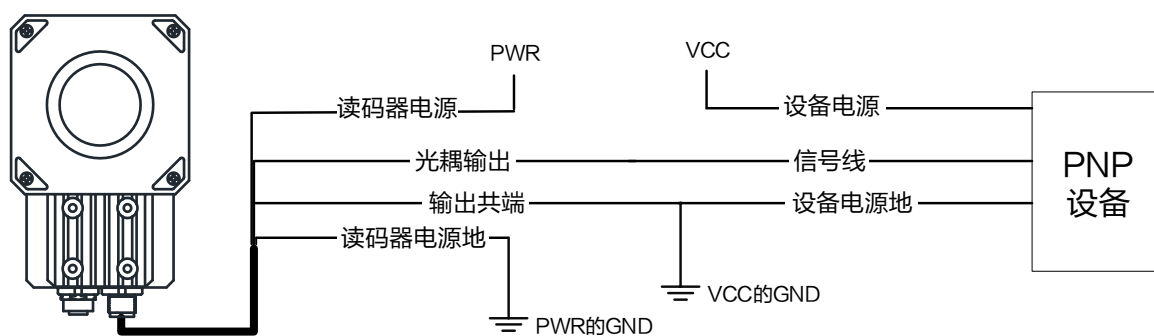 PWR
VCC
读码器电源
设备电源
光耦输出
信号线
PNP
设备
输出共端
设备电源地
读码器电源地
VCC的GND
PWR的GND